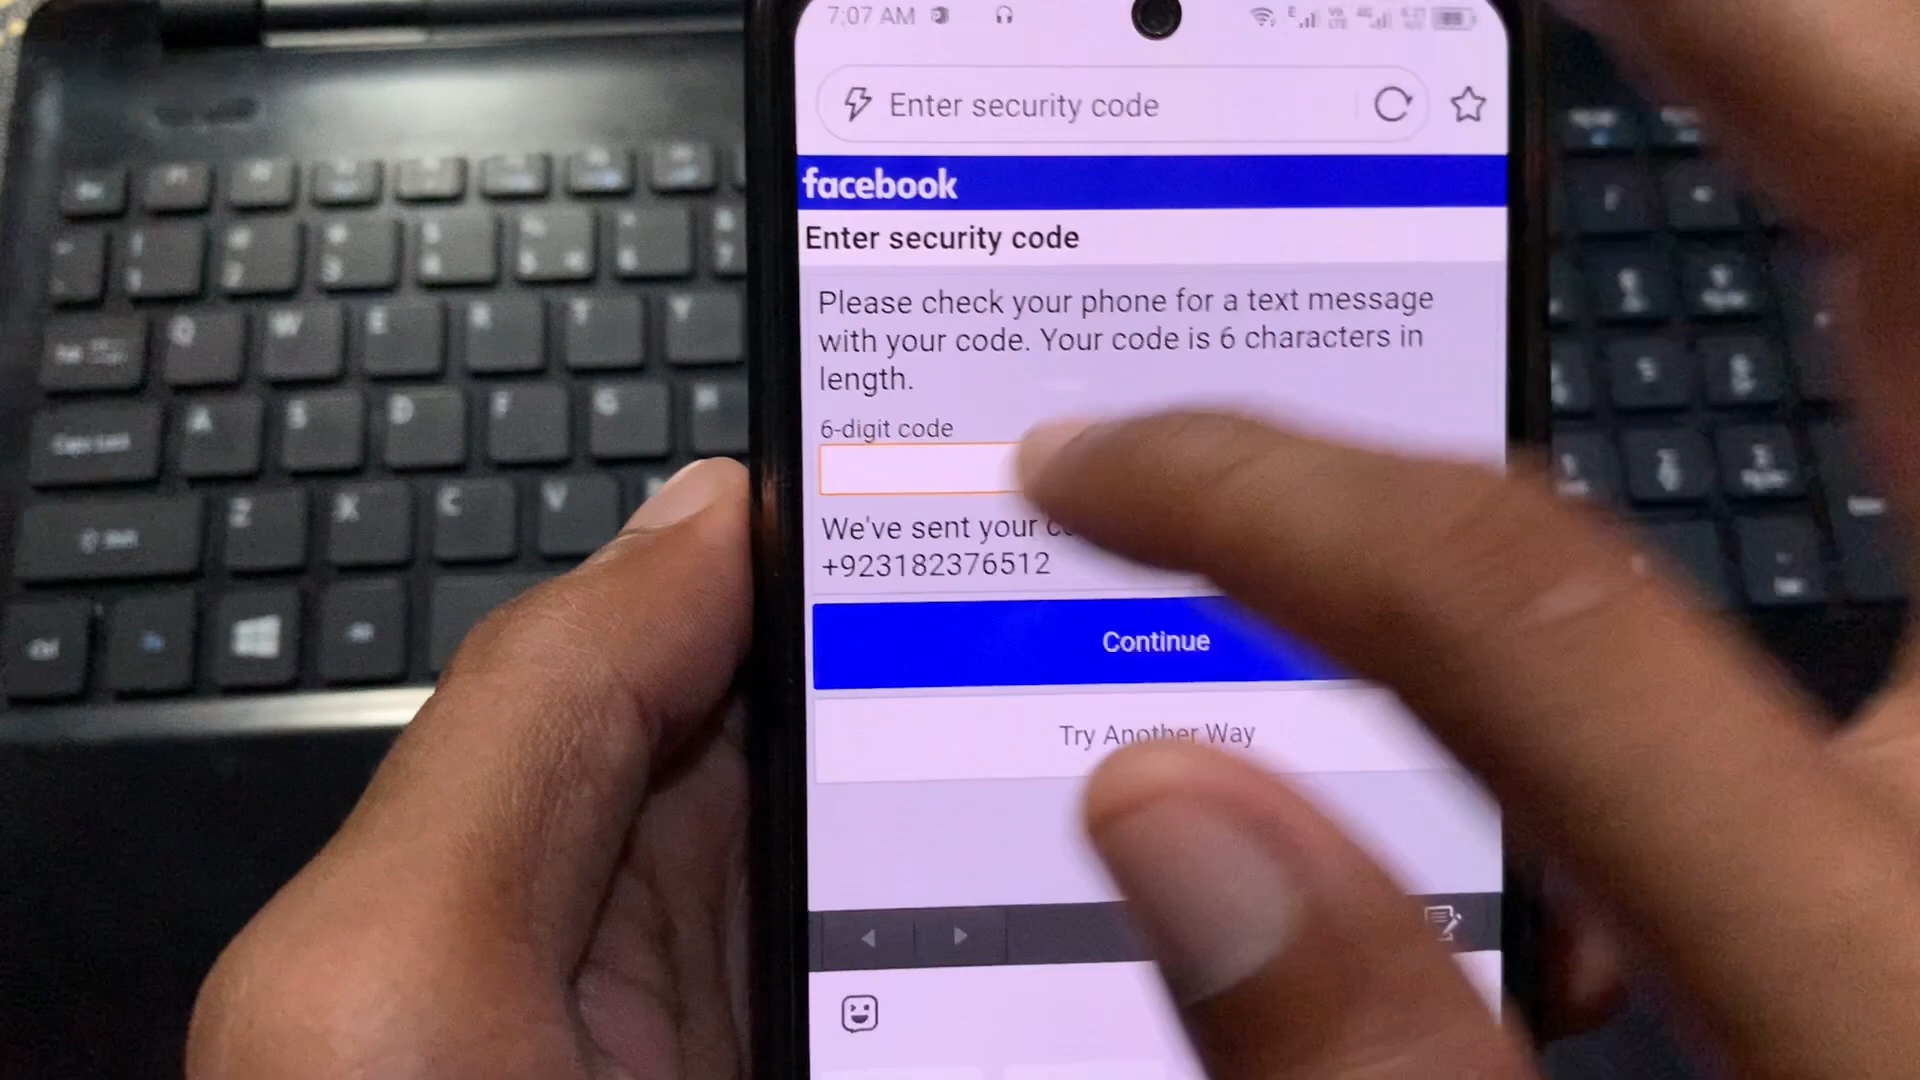 7:07 AM
Enter security code
facebook
Enter security code
Please check your phone for a text message
with your code. Your code is 6 characters in
length.
6-digit code
We've sent your
+923182376512
Continue
Try Another Way
Q W E R T Y
A S D F G H
Z X C V